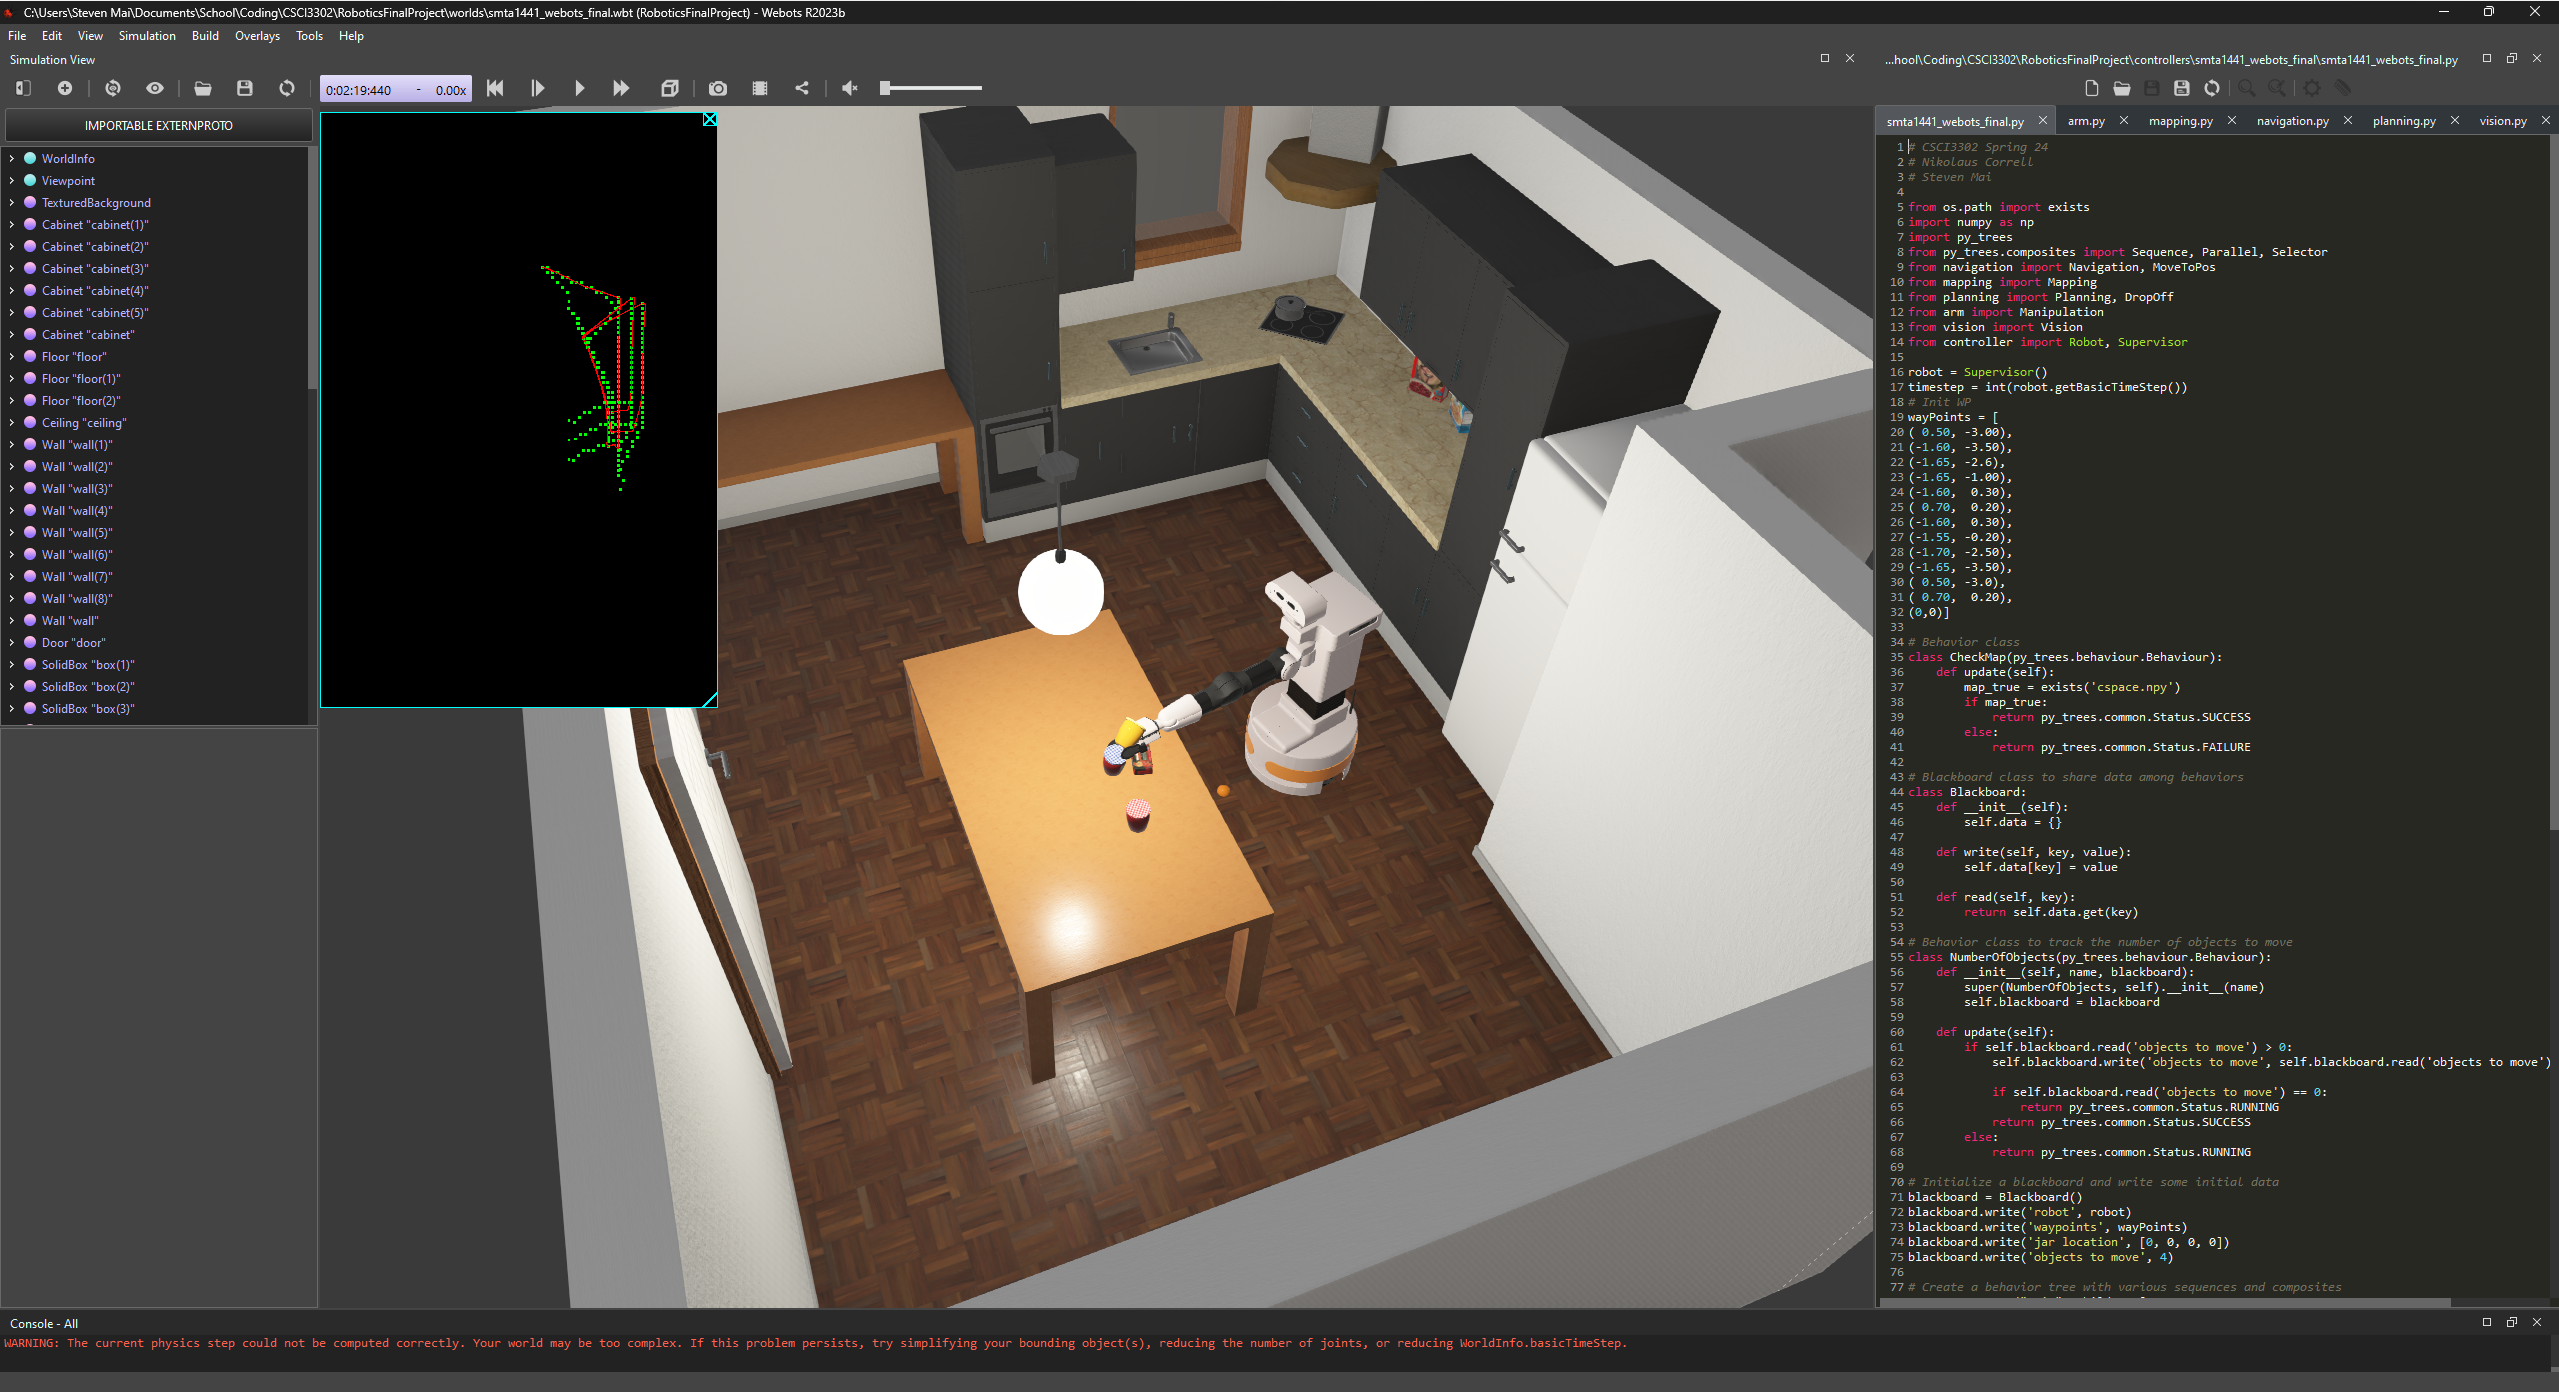 C:\Users\Steven Mai\Documents\School\Coding\CSCI3302\RoboticsFinalProject\worlds\smta1441_webots_final.wbt (RoboticsFinalProject) - Webots R2023b
File Edit View Simulation Build Overlays Tools Help
Simulation View
0:02:19:440 - 0.00x
IMPORTABLE EXTERNPROTO
WorldInfo
Viewpoint
TexturedBackground
Cabinet "cabinet(1)"
Cabinet "cabinet(2)"
Cabinet "cabinet(3)"
Cabinet "cabinet(4)"
Cabinet "cabinet(5)"
Cabinet "cabinet"
Floor "floor"
Floor "floor(1)"
Floor "floor(2)"
Ceiling "ceiling"
Wall "wall(1)"
Wall "wall(2)"
Wall "wall(3)"
Wall "wall(4)"
Wall "wall(5)"
Wall "wall(6)"
Wall "wall(7)"
Wall "wall(8)"
Wall "wall"
Door "door"
SolidBox "box(1)"
SolidBox "box(2)"
SolidBox "box(3)"
...hool\Coding\CSCI3302\RoboticsFinalProject\controllers\smta1441_webots_final\smta1441_webots_final.py
smta1441_webots_final.py arm.py mapping.py navigation.py planning.py vision.py
1 # CSCI3302 Spring 24
2 # Nikolaus Correll
3 # Steven Mai
4
5 from os.path import exists
6 import numpy as np
7 import py_trees
8 from py_trees.composites import Sequence, Parallel, Selector
9 from navigation import Navigation, MoveToPos
10 from mapping import Mapping
11 from planning import Planning, DropOff
12 from arm import Manipulation
13 from vision import Vision
14 from controller import Robot, Supervisor
15
16 robot = Supervisor()
17 timestep = int(robot.getBasicTimeStep())
18 # Init WP
19 wayPoints = [
20 ( 0.50, -3.00),
21 (-1.60, -3.50),
22 (-1.65, -2.6),
23 (-1.65, -1.00),
24 (-1.60,  0.30),
25 ( 0.70,  0.20),
26 (-1.60,  0.30),
27 (-1.55, -0.20),
28 (-1.70, -2.50),
29 (-1.65, -3.50),
30 ( 0.50, -3.0),
31 ( 0.70,  0.20),
32 (0,0)]
33
34 # Behavior class
35 class CheckMap(py_trees.behaviour.Behaviour):
36     def update(self):
37         map_true = exists('cspace.npy')
38         if map_true:
39             return py_trees.common.Status.SUCCESS
40         else:
41             return py_trees.common.Status.FAILURE
42
43 # Blackboard class to share data among behaviors
44 class Blackboard:
45     def __init__(self):
46         self.data = {}
47
48     def write(self, key, value):
49         self.data[key] = value
50
51     def read(self, key):
52         return self.data.get(key)
53
54 # Behavior class to track the number of objects to move
55 class NumberOfObjects(py_trees.behaviour.Behaviour):
56     def __init__(self, name, blackboard):
57         super(NumberOfObjects, self).__init__(name)
58         self.blackboard = blackboard
59
60     def update(self):
61         if self.blackboard.read('objects to move') > 0:
62             self.blackboard.write('objects to move', self.blackboard.read('objects to move')
63
64             if self.blackboard.read('objects to move') == 0:
65                 return py_trees.common.Status.RUNNING
66             return py_trees.common.Status.SUCCESS
67         else:
68             return py_trees.common.Status.RUNNING
69
70 # Initialize a blackboard and write some initial data
71 blackboard = Blackboard()
72 blackboard.write('robot', robot)
73 blackboard.write('waypoints', wayPoints)
74 blackboard.write('jar location', [0, 0, 0, 0])
75 blackboard.write('objects to move', 4)
76
77 # Create a behavior tree with various sequences and composites
Console - All
WARNING: The current physics step could not be computed correctly. Your world may be too complex. If this problem persists, try simplifying your bounding object(s), reducing the number of joints, or reducing WorldInfo.basicTimeStep.